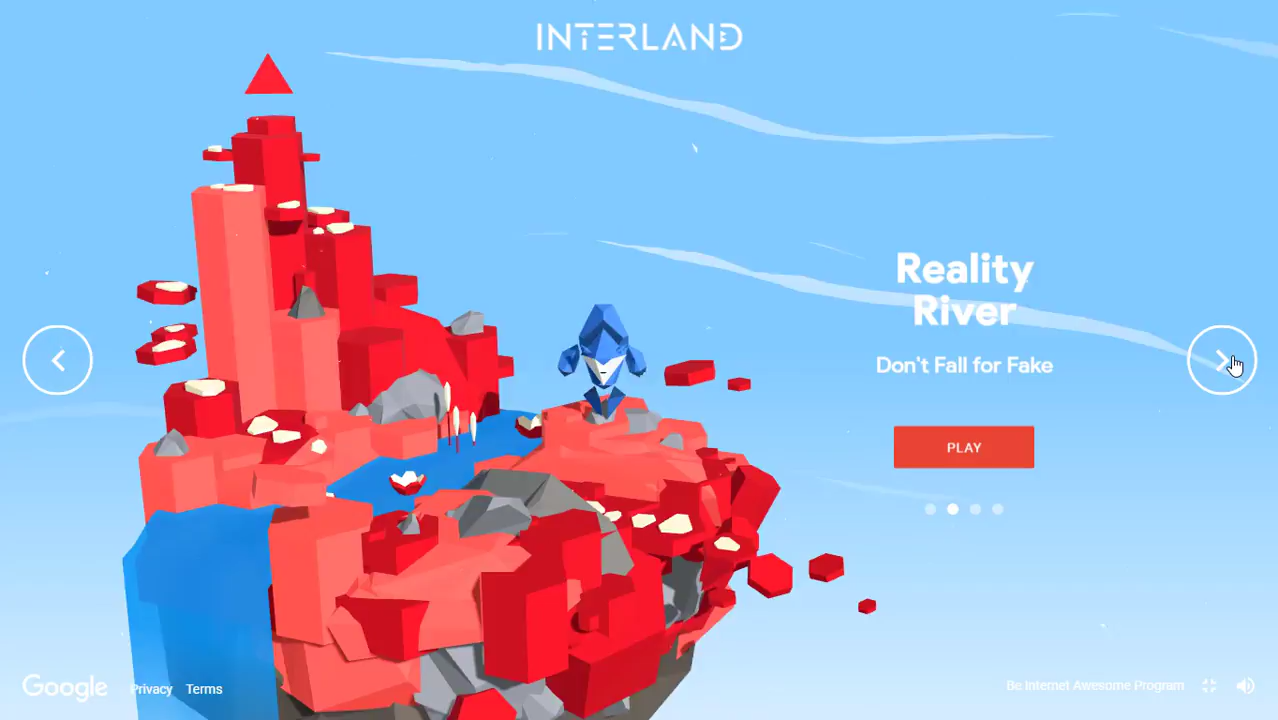 INTERLAND
Reality
River
Don't Fall for Fake
PLAY
Google Privacy Terms
Be Internet Awesome Program